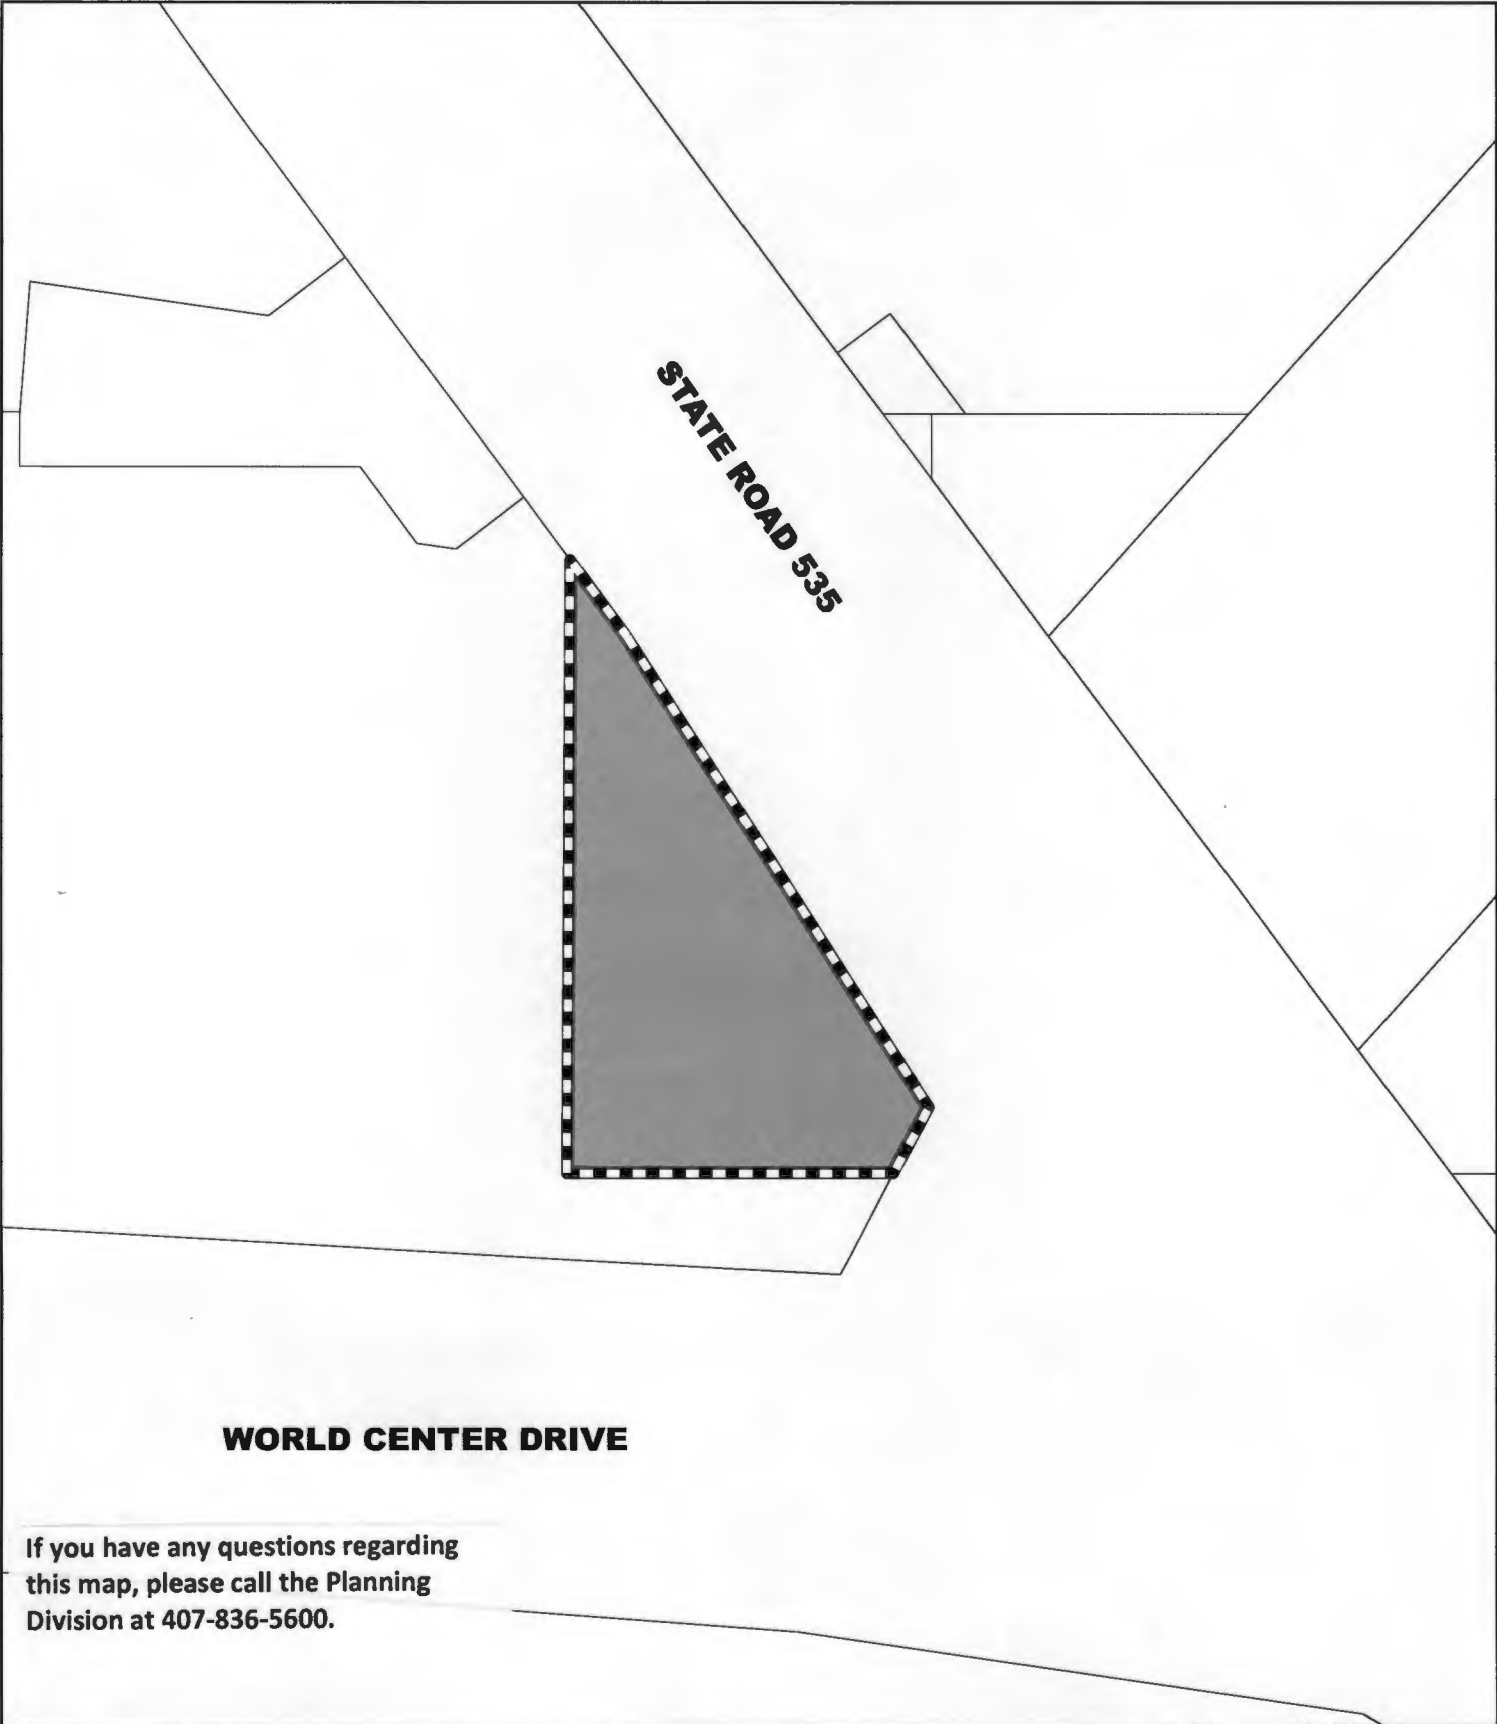 STATE ROAD 535
WORLD CENTER DRIVE
If you have any questions regarding
this map, please call the Planning
Division at 407-836-5600.